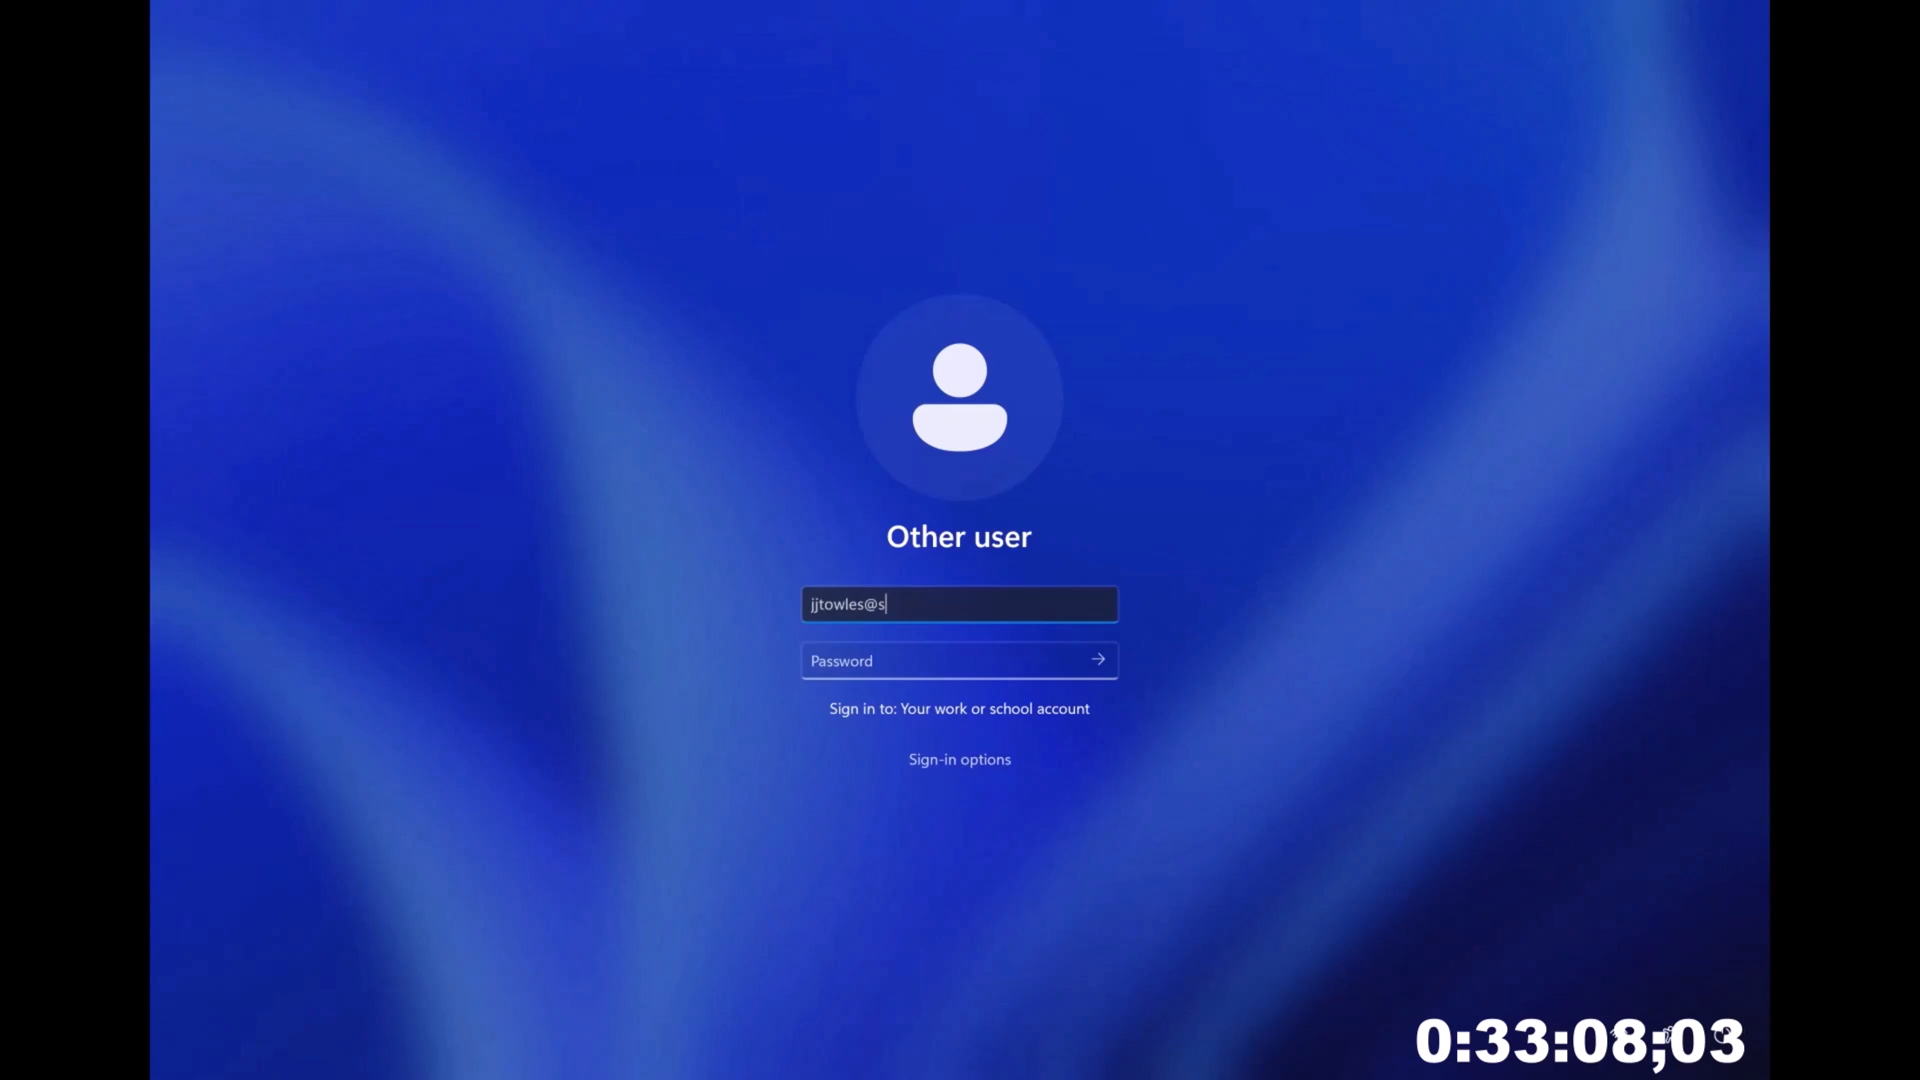 Other user
jjtowles@s
Password
Sign in to: Your work or school account
Sign-in options
0:33:08;03